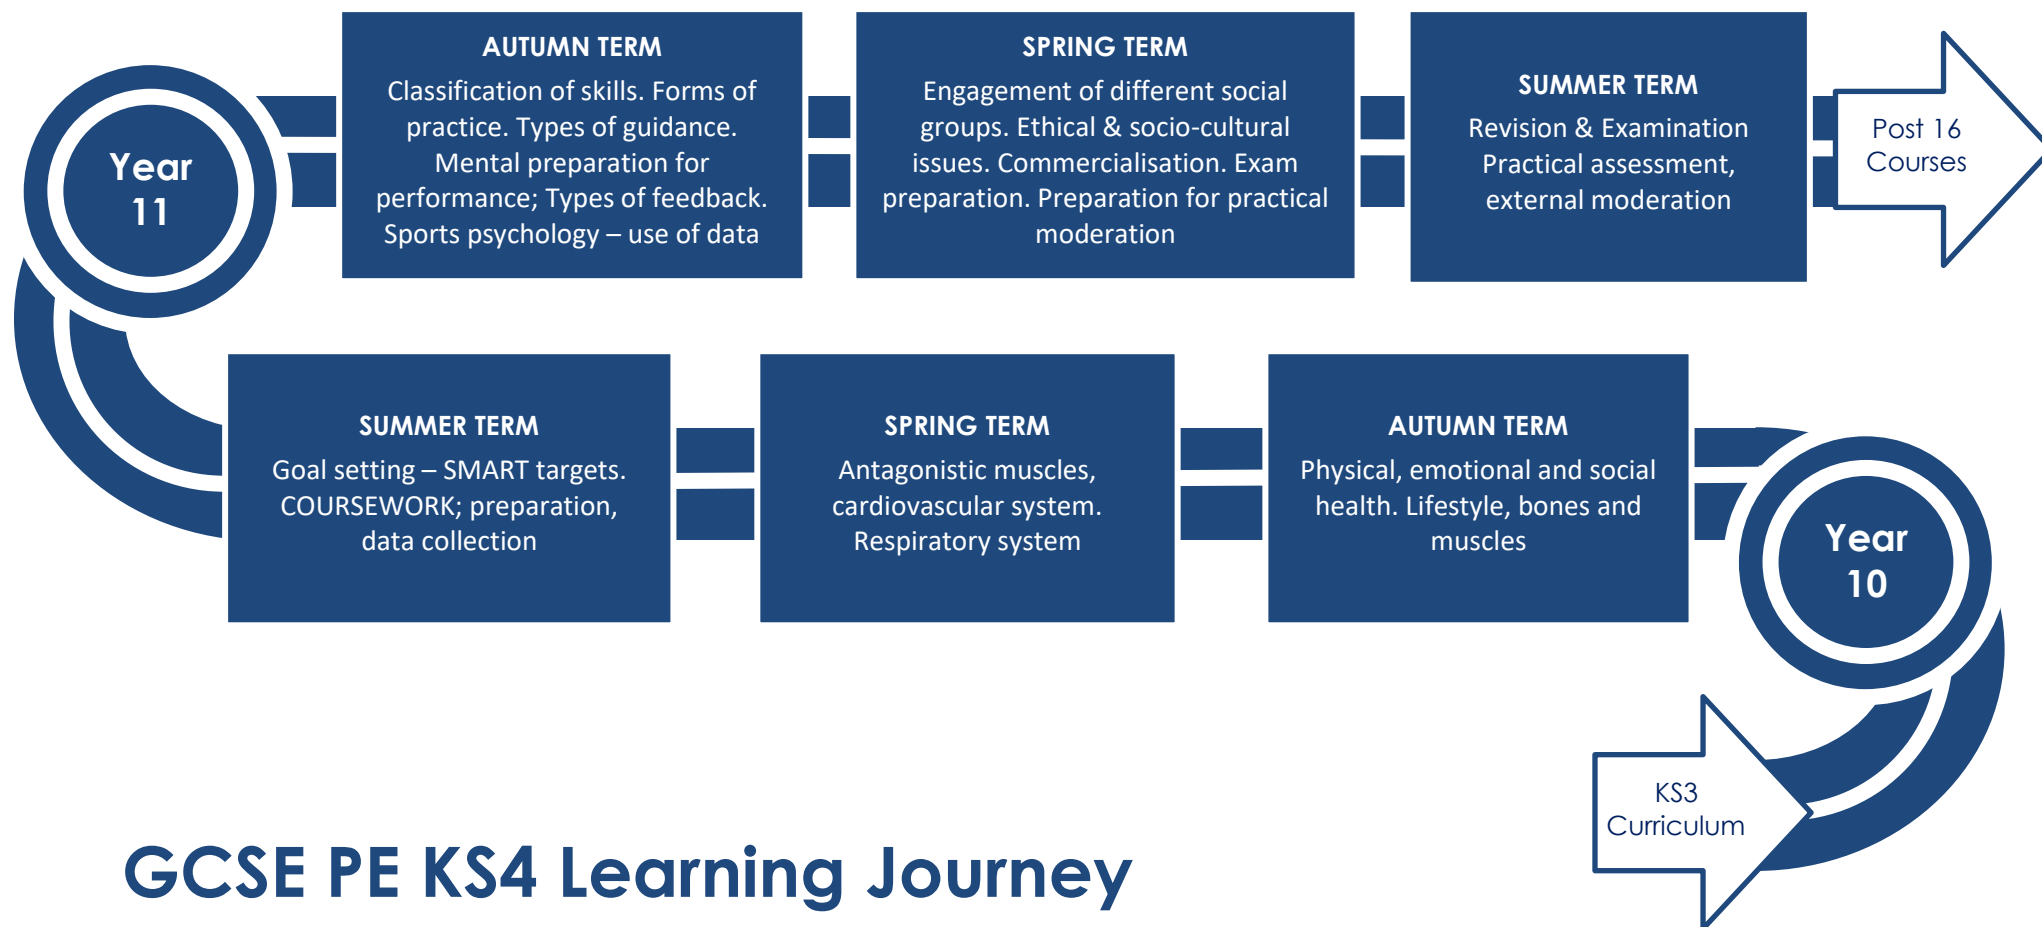 Year
11
AUTUMN TERM
Classification of skills. Forms of
practice. Types of guidance.
Mental preparation for
performance; Types of feedback.
Sports psychology – use of data
SPRING TERM
Engagement of different social
groups. Ethical & socio-cultural
issues. Commercialisation. Exam
preparation. Preparation for practical
moderation
SUMMER TERM
Revision & Examination
Practical assessment,
external moderation
Post 16
Courses
SUMMER TERM
Goal setting – SMART targets.
COURSEWORK; preparation,
data collection
SPRING TERM
Antagonistic muscles,
cardiovascular system.
Respiratory system
AUTUMN TERM
Physical, emotional and social
health. Lifestyle, bones and
muscles
Year
10
KS3
Curriculum
GCSE PE KS4 Learning Journey